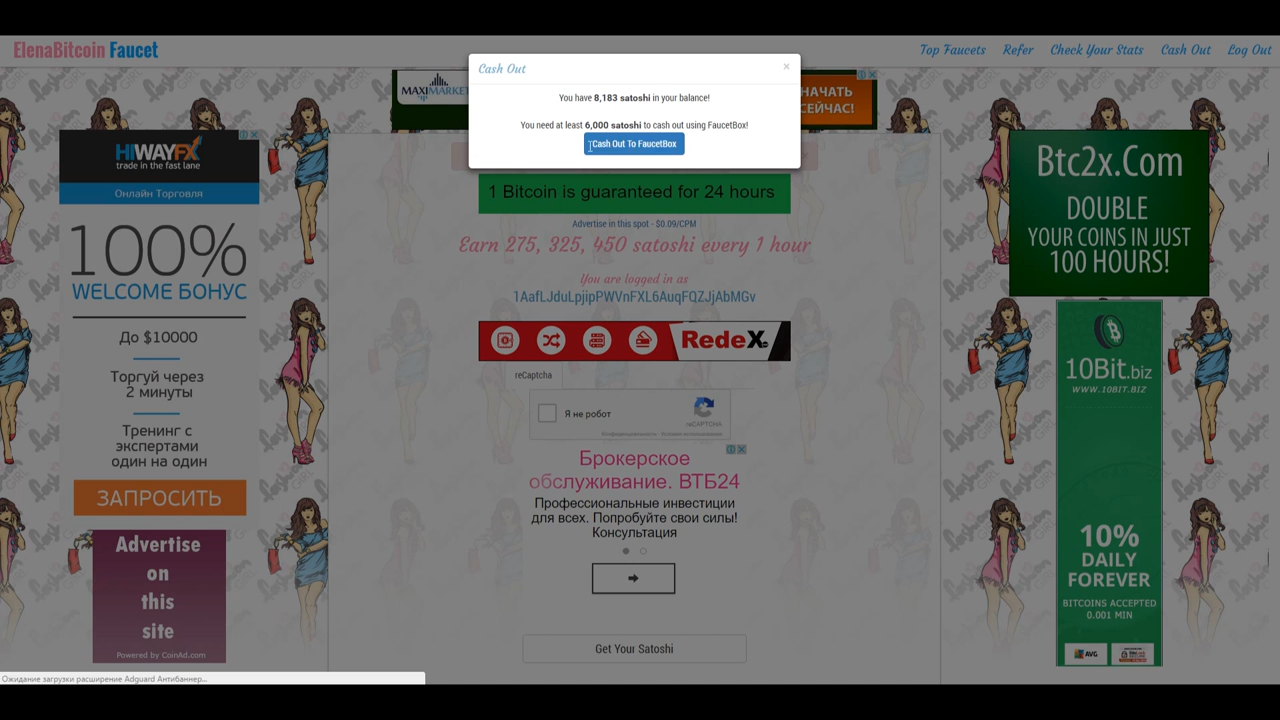 ElenaBitcoin Faucet
Top Faucets
Refer
Check Your Stats
Cash Out
Log Out
Cash Out
×
You have 8,183 satoshi in your balance!
You need at least 6,000 satoshi to cash out using FaucetBox!
Cash Out To FaucetBox
MAXIMARKE
НАЧАТЬ
СЕЙЧАС!
1 Bitcoin is guaranteed for 24 hours
Advertise in this spot - $0.09/CPM
Earn 275, 325, 450 satoshi every 1 hour
You are logged in as
1AafLJduLpjipPWVnFXL6AuqFQZJjAbMGv
RedeX
reCaptcha
Я не робот
reCAPTCHA
Конфиденциальность - Условия использования
Брокерское
обслуживание. ВТБ24
Профессиональные инвестиции
для всех. Попробуйте свои силы!
Консультация
Get Your Satoshi
HIWAYFX
trade in the fast lane
Онлайн Торговля
100%
WELCOME БОНУС
До $10000
Торгуй через
2 минуты
Тренинг с
экспертами
один на один
ЗАПРОСИТЬ
Advertise
on
this
site
Powered by CoinAd.com
Btc2x.Com
DOUBLE
YOUR COINS IN JUST
100 HOURS!
10Bit.biz
WWW.10BIT.BIZ
10%
DAILY
FOREVER
BITCOINS ACCEPTED
0.001 MIN
AVG
Ожидание загрузки расширение Adguard Антибаннер...